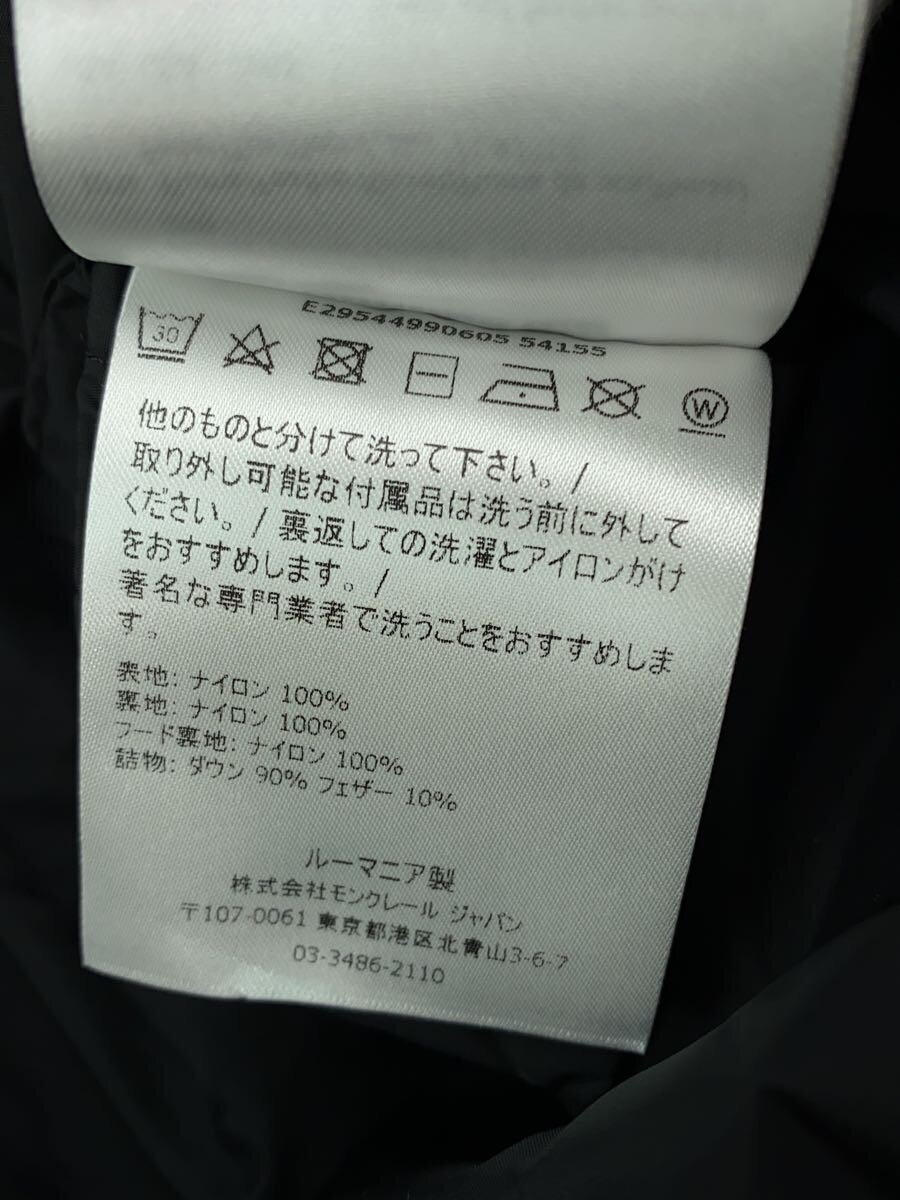 E29544990605 54155
30
W
他のものと分けて洗って下さい。/
取り外し可能な付属品は洗う前に外して
ください。/ 裏返しての洗濯とアイロンがけ
をおすすめします。/
著名な専門業者で洗うことをおすすめしま
す。
表地: ナイロン 100%
裏地: ナイロン 100%
フード裏地: ナイロン 100%
詰物: ダウン 90% フェザー 10%
ルーマニア製
株式会社モンクレール ジャパン
〒107-0061 東京都港区北青山3-6-7
03-3486-2110